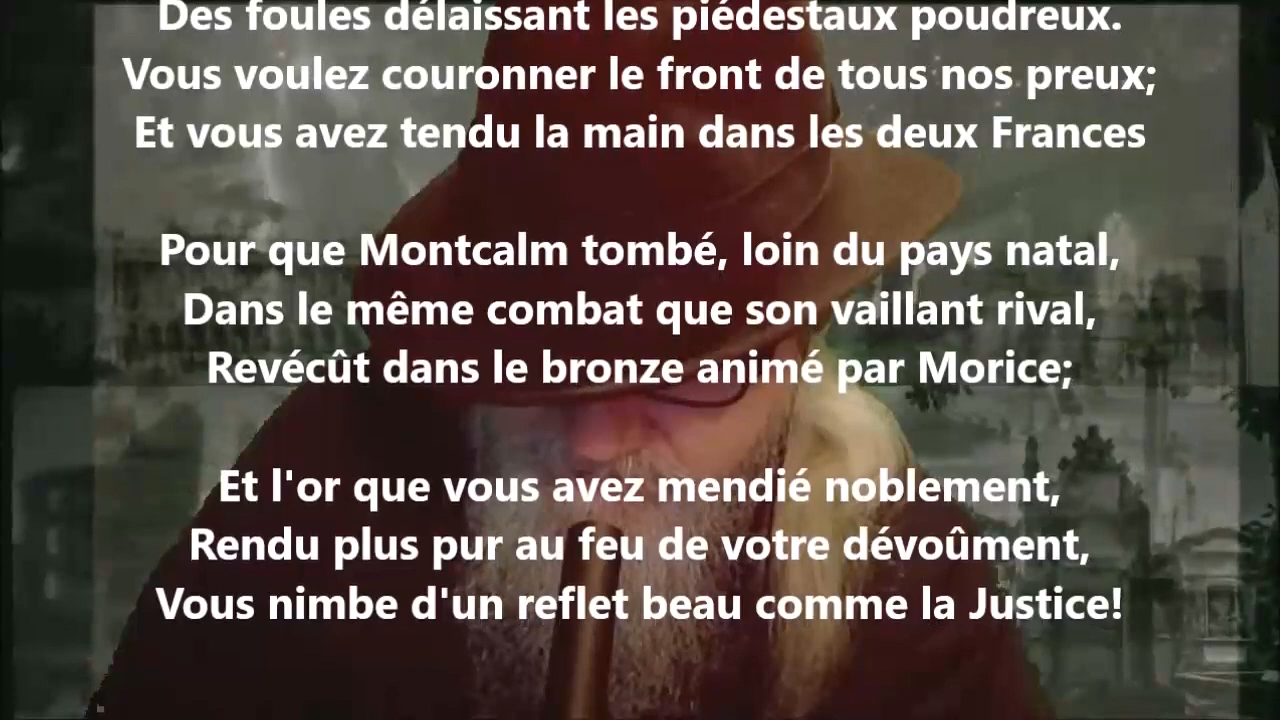 Des foules délaissant les piédestaux poudreux.
Vous voulez couronner le front de tous nos preux;
Et vous avez tendu la main dans les deux Frances
Pour que Montcalm tombé, loin du pays natal,
Dans le même combat que son vaillant rival,
Revécût dans le bronze animé par Morice;
Et l'or que vous avez mendié noblement,
Rendu plus pur au feu de votre dévoûment,
Vous nimbe d'un reflet beau comme la Justice!